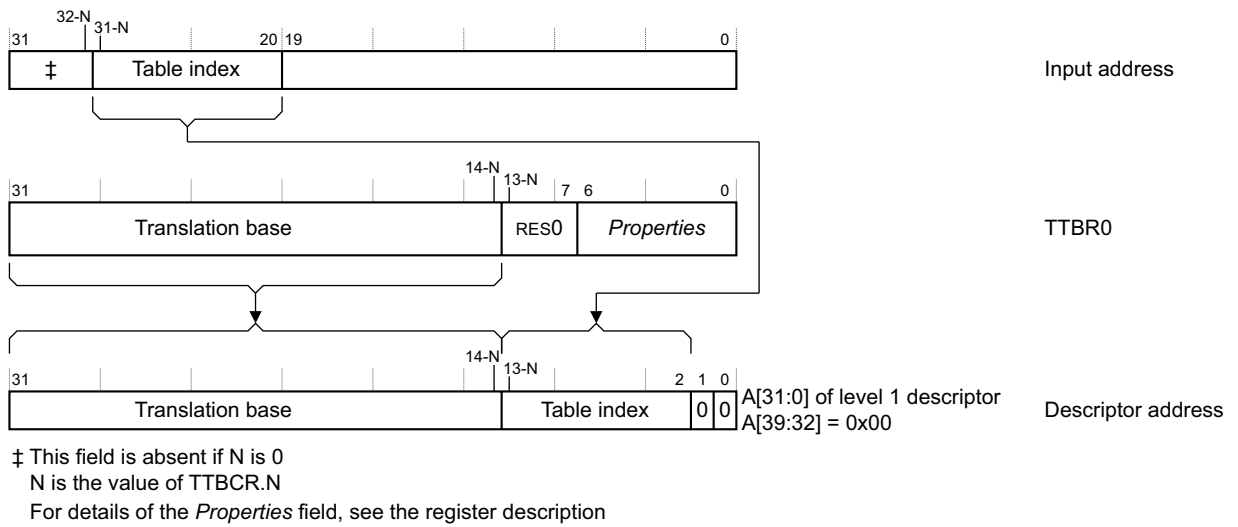 32-N
31-N
31 20 19 0
‡ Table index Input address
14-N
13-N
31 7 6 0
Translation base RES0 Properties TTBR0
14-N
13-N
31 2 1 0
Translation base Table index 0 0 A[31:0] of level 1 descriptor
A[39:32] = 0x00 Descriptor address
‡ This field is absent if N is 0
N is the value of TTBCR.N
For details of the Properties field, see the register description